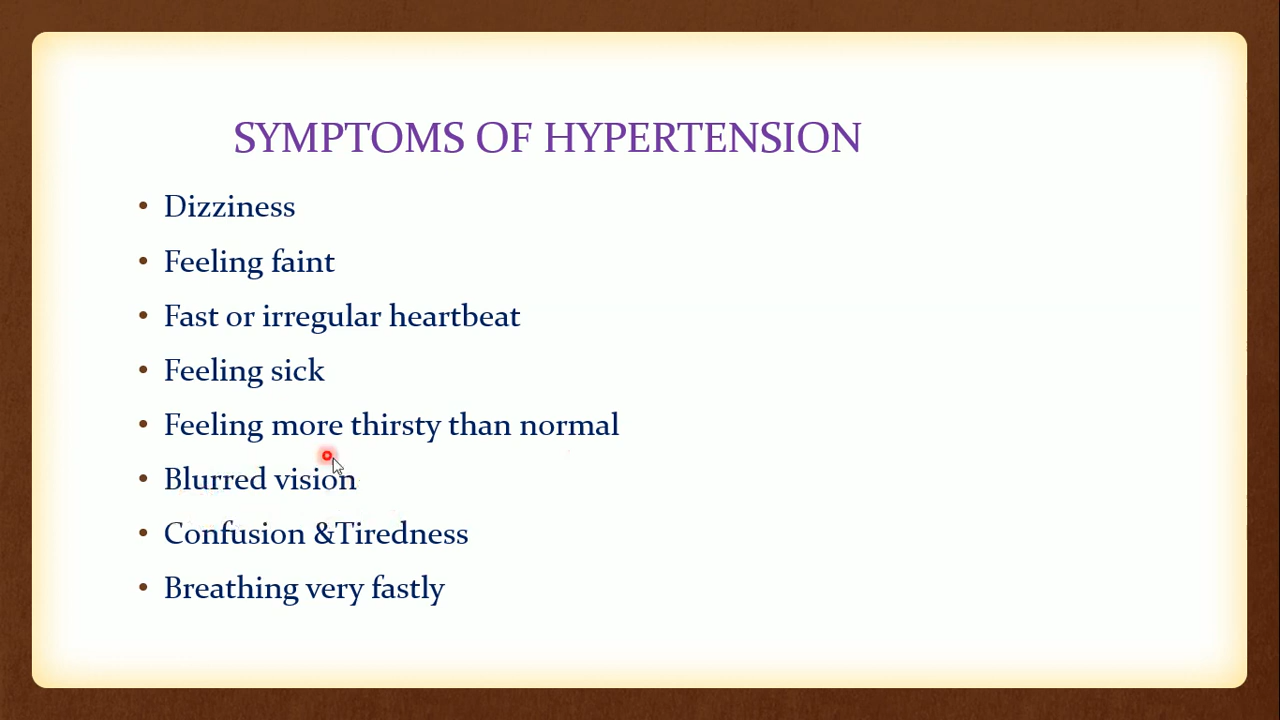 SYMPTOMS OF HYPERTENSION
• Dizziness
• Feeling faint
• Fast or irregular heartbeat
• Feeling sick
• Feeling more thirsty than normal
• Blurred vision
• Confusion &Tiredness
• Breathing very fastly